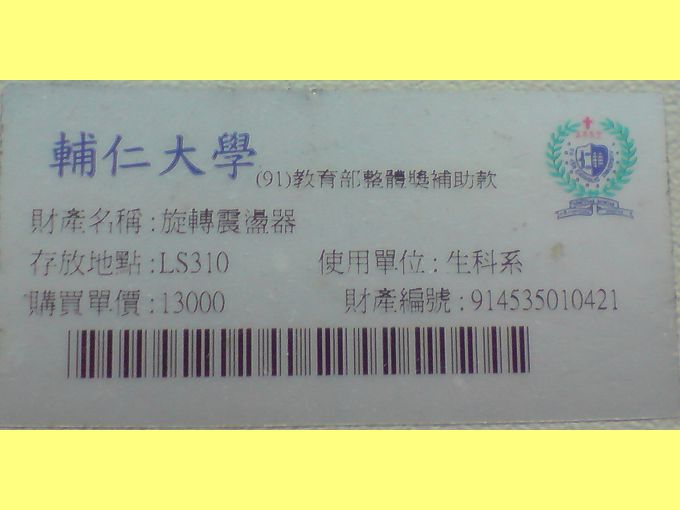 輔仁大學 (91)教育部整體獎補助款
財產名稱:旋轉震盪器
存放地點:LS310 使用單位:生科系
購買單價:13000 財產編號:914535010421